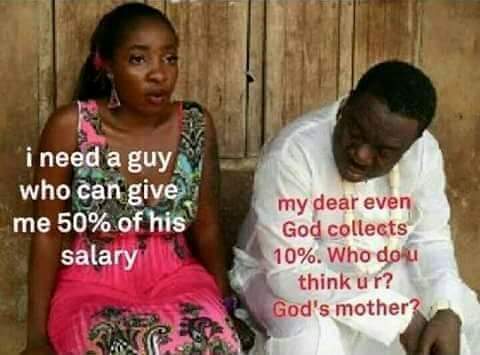 i need a guy
who can give
me 50% of his
salary
my dear even
God collects
10%. Who do u
think u r?
God's mother?